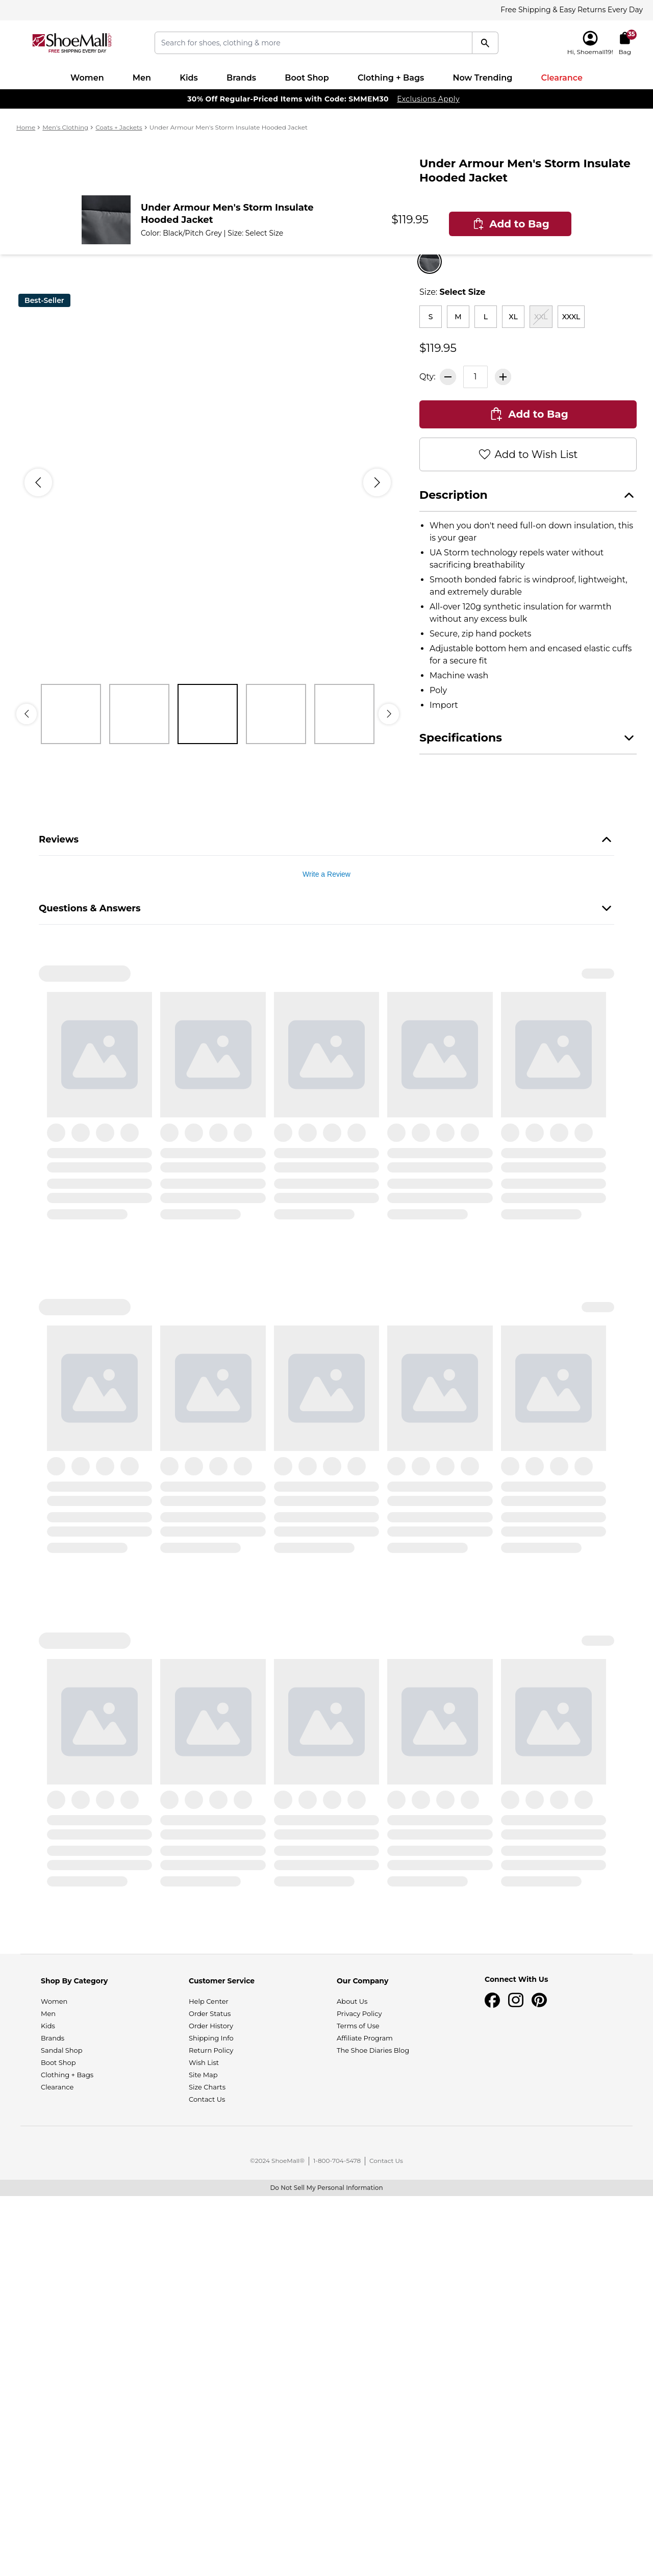 Free Shipping & Easy Returns Every Day
ShoeMall.com
FREE SHIPPING EVERY DAY
Search for shoes, clothing & more
35
Hi, Shoemall19!
Bag
Women
Men
Kids
Brands
Boot Shop
Clothing + Bags
Now Trending
Clearance
30% Off Regular-Priced Items with Code: SMMEM30 Exclusions Apply
Home > Men's Clothing > Coats + Jackets > Under Armour Men's Storm Insulate Hooded Jacket
Under Armour Men's Storm Insulate
Hooded Jacket
Under Armour Men's Storm Insulate
Hooded Jacket
Color: Black/Pitch Grey | Size: Select Size
$119.95
Add to Bag
Best-Seller
Size: Select Size
S
M
L
XL
XXL
XXXL
$119.95
Qty:
1
Add to Bag
Add to Wish List
Description
• When you don't need full-on down insulation, this
is your gear
• UA Storm technology repels water without
sacrificing breathability
• Smooth bonded fabric is windproof, lightweight,
and extremely durable
• All-over 120g synthetic insulation for warmth
without any excess bulk
• Secure, zip hand pockets
• Adjustable bottom hem and encased elastic cuffs
for a secure fit
• Machine wash
• Poly
• Import
Specifications
Reviews
Write a Review
Questions & Answers
Shop By Category
Women
Men
Kids
Brands
Sandal Shop
Boot Shop
Clothing + Bags
Clearance
Customer Service
Help Center
Order Status
Order History
Shipping Info
Return Policy
Wish List
Site Map
Size Charts
Contact Us
Our Company
About Us
Privacy Policy
Terms of Use
Affiliate Program
The Shoe Diaries Blog
Connect With Us
©2024 ShoeMall® | 1-800-704-5478 | Contact Us
Do Not Sell My Personal Information